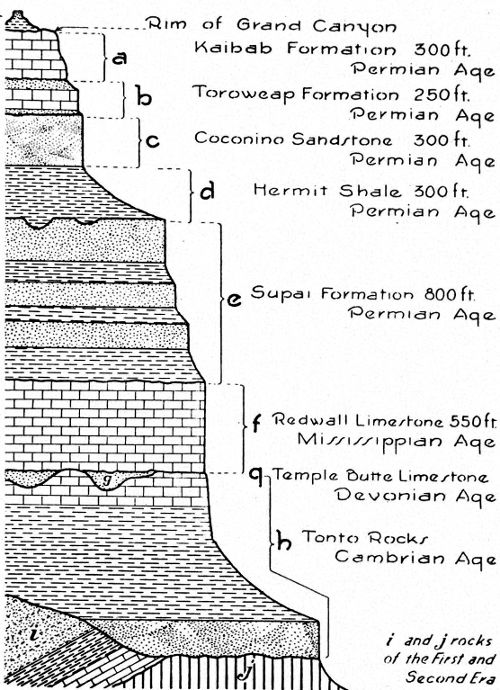 Rim of Grand Canyon
a Kaibab Formation 300 ft.
Permian Age
b Toroweap Formation 250 ft.
Permian Age
c Coconino Sandstone 300 ft.
Permian Age
d Hermit Shale 300 ft.
Permian Age
e Supai Formation 800 ft.
Permian Age
f Redwall Limestone 550 ft
Mississippian Age
g g Temple Butte Limestone
Devonian Age
h Tonto Rocks
Cambrian Age
i j i and j rocks
of the First and
Second Era